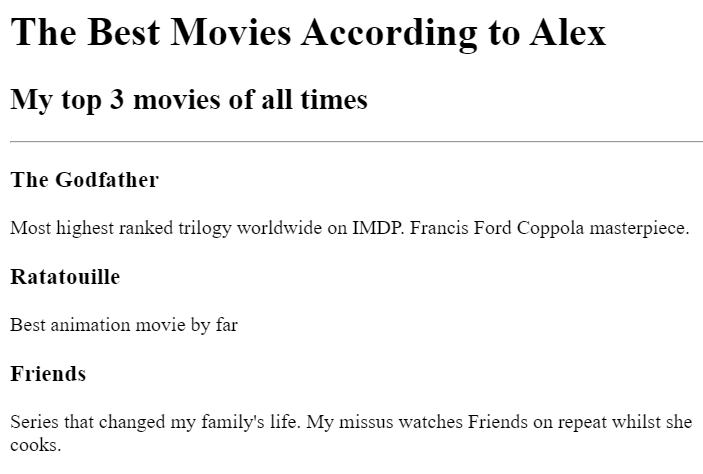 The Best Movies According to Alex
My top 3 movies of all times
The Godfather
Most highest ranked trilogy worldwide on IMDP. Francis Ford Coppola masterpiece.
Ratatouille
Best animation movie by far
Friends
Series that changed my family's life. My missus watches Friends on repeat whilst she
cooks.